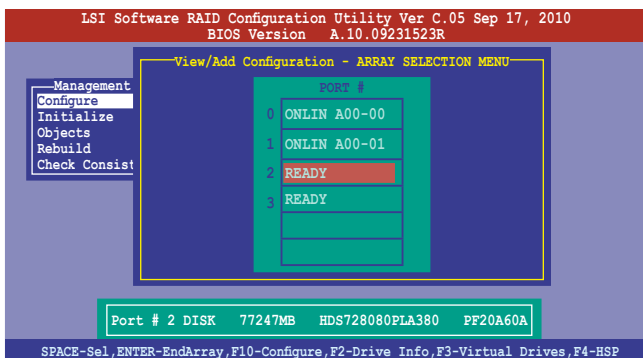 LSI Software RAID Configuration Utility Ver C.05 Sep 17, 2010
BIOS Version A.10.09231523R
View/Add Configuration - ARRAY SELECTION MENU
Management
Configure
Initialize
Objects
Rebuild
Check Consist
PORT #
0 ONLIN A00-00
1 ONLIN A00-01
2 READY
3 READY
Port # 2 DISK 77247MB HDS728080PLA380 PF20A60A
SPACE-Sel,ENTER-EndArray,F10-Configure,F2-Drive Info,F3-Virtual Drives,F4-HSP